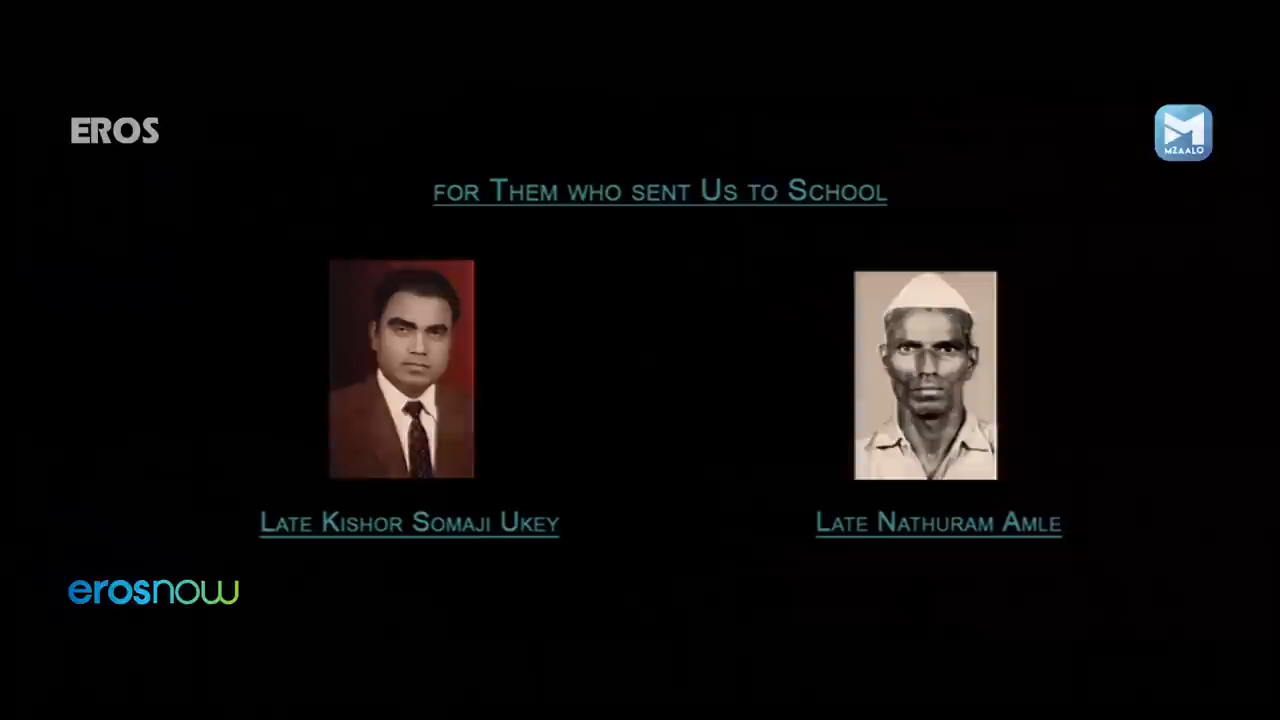 EROS
MZAALO
FOR THEM WHO SENT US TO SCHOOL
LATE KISHOR SOMAJI UKEY
LATE NATHURAM AMLE
erosnow